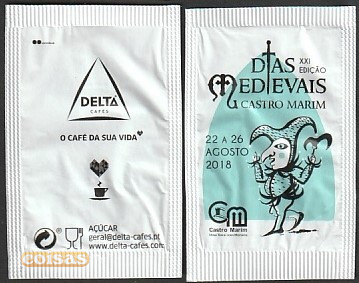 DELTA
CAFÉS
O CAFÉ DA SUA VIDA
AÇÚCAR
geral@delta-cafes.pt
www.delta-cafes.com
coisas
DIAS
XXI
EDIÇÃO
MEDIEVAIS
CASTRO MARIM
22 A 26
AGOSTO
2018
CM
Castro Marim